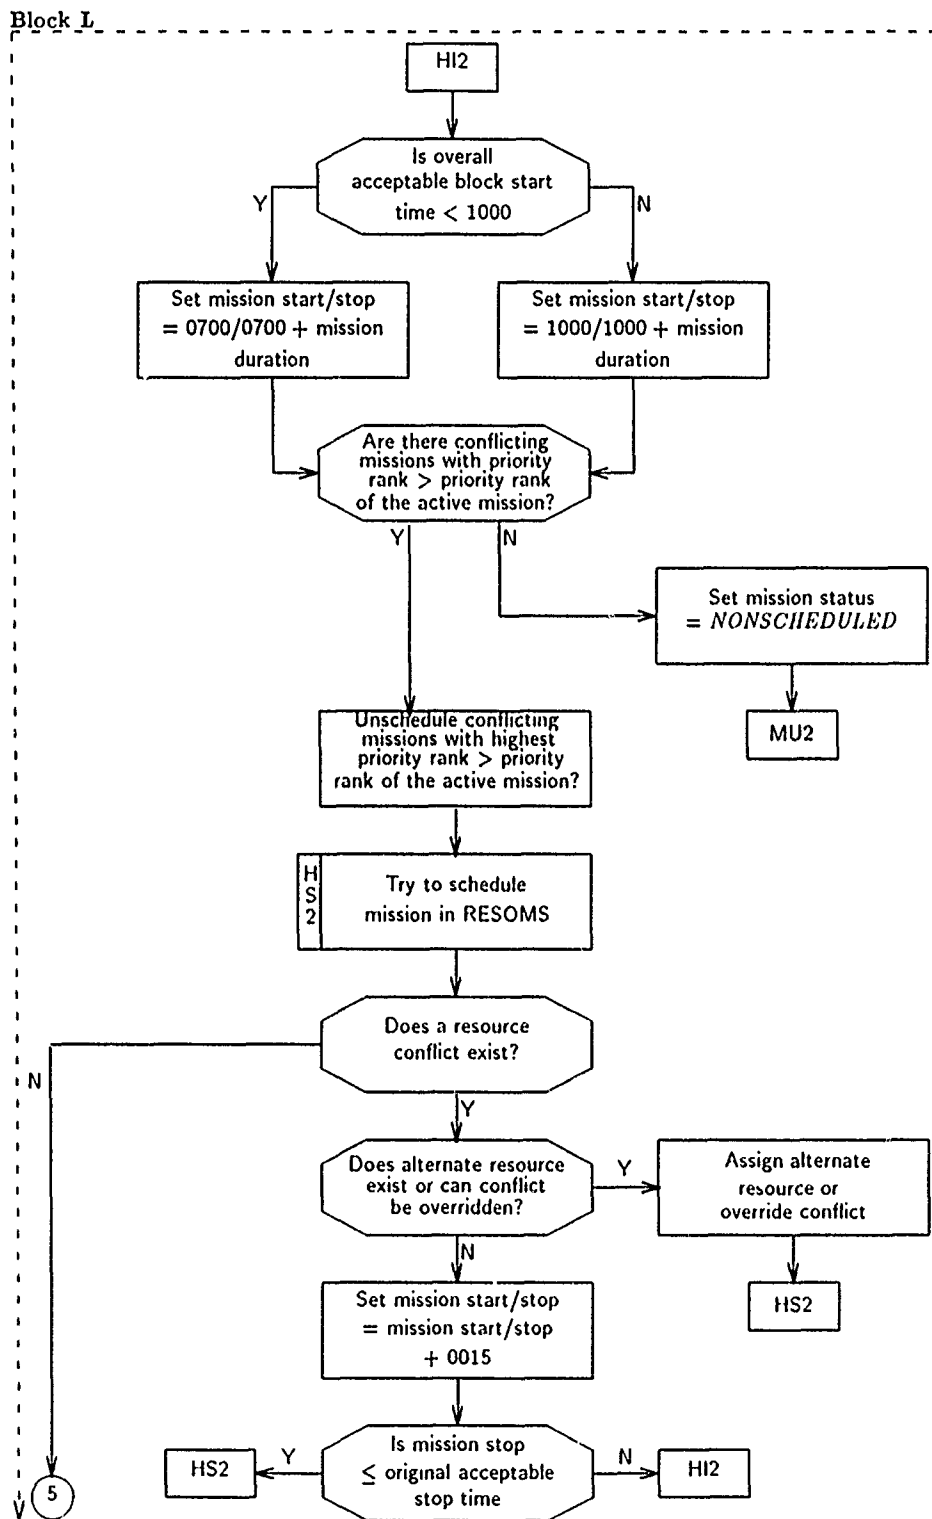 Block L
HI2
Is overall
acceptable block start
time < 1000
Y
N
Set mission start/stop
= 0700/0700 + mission
duration
Set mission start/stop
= 1000/1000 + mission
duration
Are there conflicting
missions with priority
rank > priority rank
of the active mission?
Y
N
Set mission status
= NONSCHEDULED
MU2
Unschedule conflicting
missions with highest
priority rank > priority
rank of the active mission?
H
S
2
Try to schedule
mission in RESOMS
Does a resource
conflict exist?
N
Y
Does alternate resource
exist or can conflict
be overridden?
Y
Assign alternate
resource or
override conflict
N
HS2
Set mission start/stop
= mission start/stop
+ 0015
Is mission stop
≤ original acceptable
stop time
Y
HS2
N
HI2
5